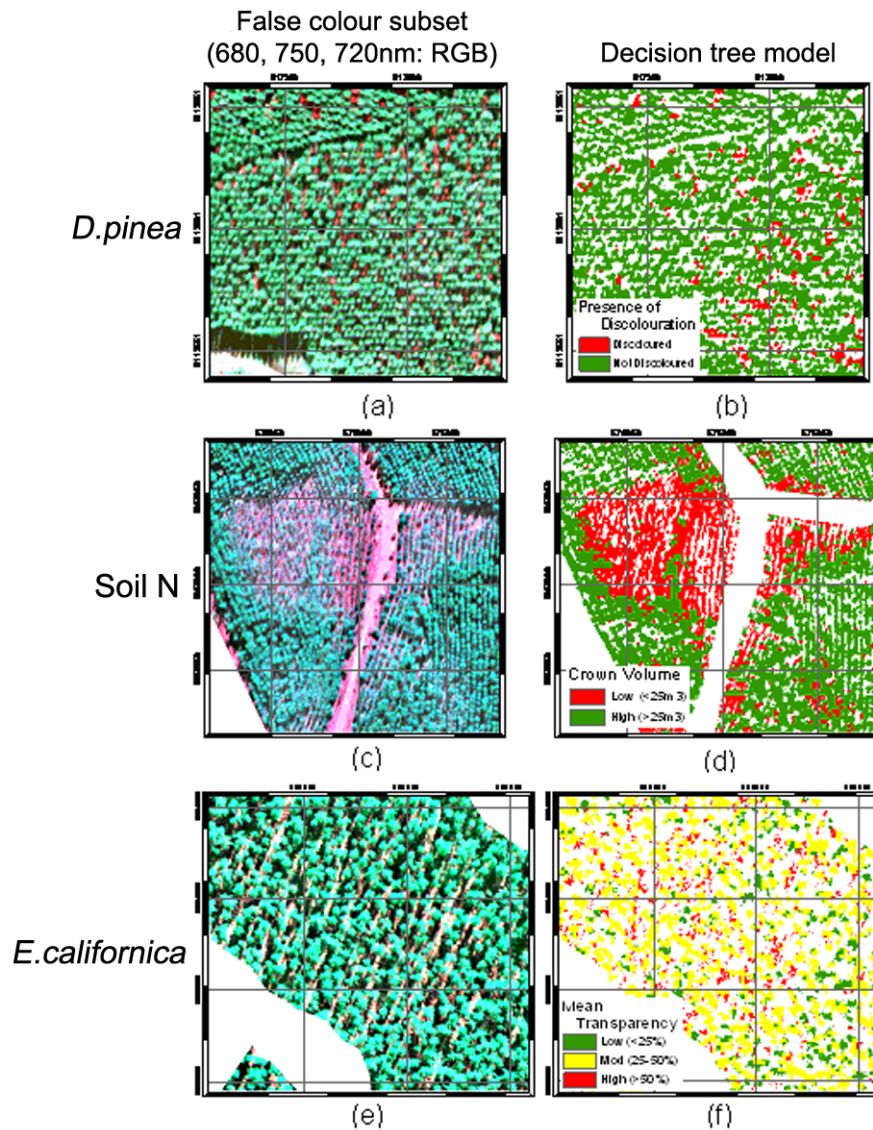 False colour subset
(680, 750, 720nm: RGB)
Decision tree model
D.pinea
Presence of
Discolouration
Discoloured
Not Discoloured
(a)
(b)
Soil N
Crown Volume
Low (<25m3)
High (>25m3)
(c)
(d)
E.californica
Mean
Transparency
Low (<25%)
Mod (25-50%)
High (>50%)
(e)
(f)